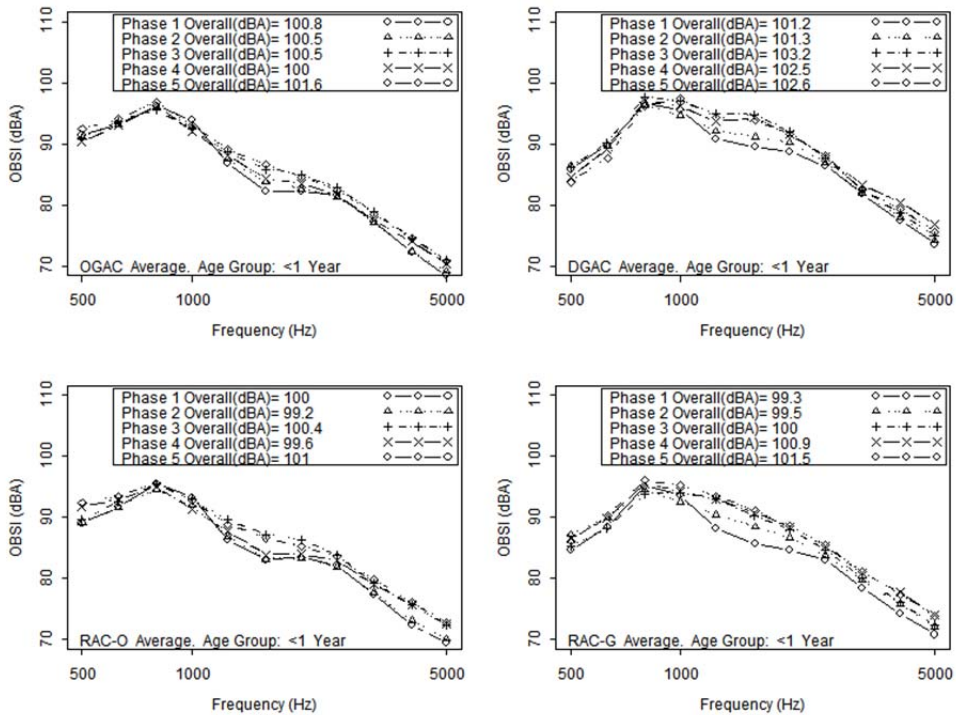 110
100
90
80
70
OBSI (dBA)
Phase 1 Overall(dBA)= 100.8
Phase 2 Overall(dBA)= 100.5
Phase 3 Overall(dBA)= 100.5
Phase 4 Overall(dBA)= 100
Phase 5 Overall(dBA)= 101.6
OGAC Average. Age Group: <1 Year
500
1000
5000
Frequency (Hz)
110
100
90
80
70
OBSI (dBA)
Phase 1 Overall(dBA)= 101.2
Phase 2 Overall(dBA)= 101.3
Phase 3 Overall(dBA)= 103.2
Phase 4 Overall(dBA)= 102.5
Phase 5 Overall(dBA)= 102.6
DGAC Average. Age Group: <1 Year
500
1000
5000
Frequency (Hz)
110
100
90
80
70
OBSI (dBA)
Phase 1 Overall(dBA)= 100
Phase 2 Overall(dBA)= 99.2
Phase 3 Overall(dBA)= 100.4
Phase 4 Overall(dBA)= 99.6
Phase 5 Overall(dBA)= 101
RAC-O Average. Age Group: <1 Year
500
1000
5000
Frequency (Hz)
110
100
90
80
70
OBSI (dBA)
Phase 1 Overall(dBA)= 99.3
Phase 2 Overall(dBA)= 99.5
Phase 3 Overall(dBA)= 100
Phase 4 Overall(dBA)= 100.9
Phase 5 Overall(dBA)= 101.5
RAC-G Average. Age Group: <1 Year
500
1000
5000
Frequency (Hz)